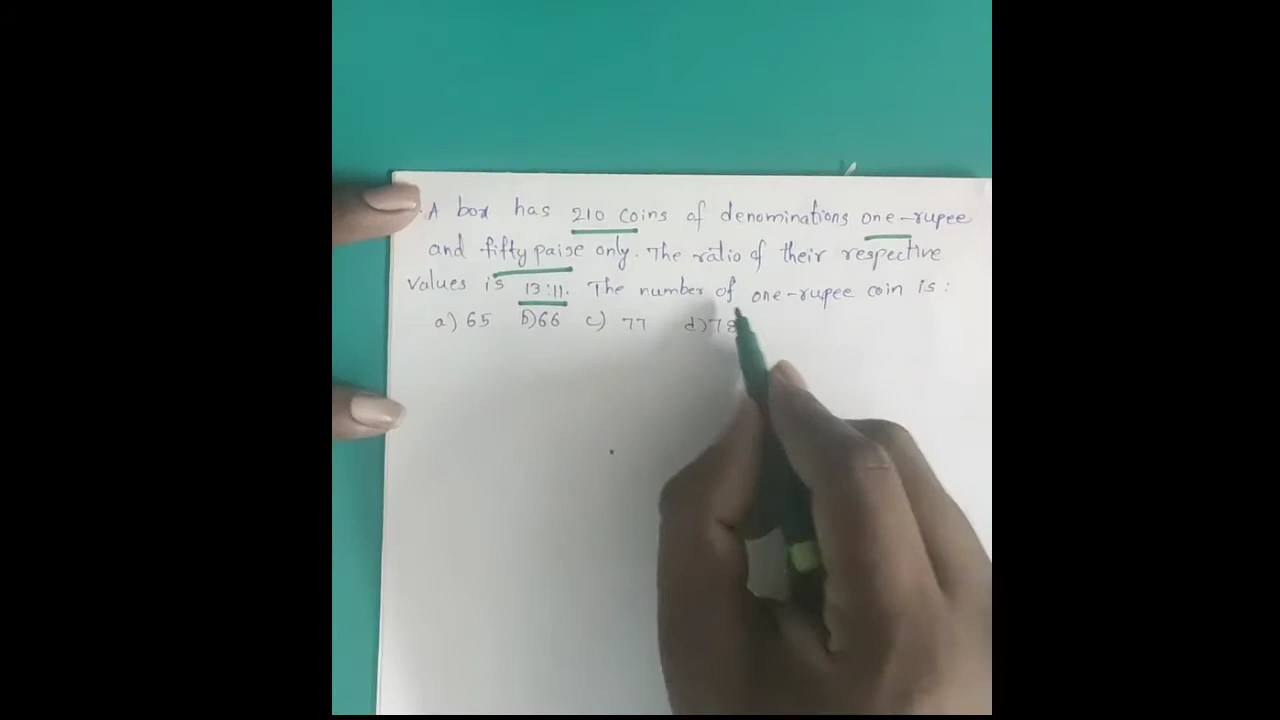 A box has 210 coins of denominations one-rupee
and fifty paise only. The ratio of their respective
values is 13:11. The number of one-rupee coin is:
a) 65 b) 66 c) 77 d) 78